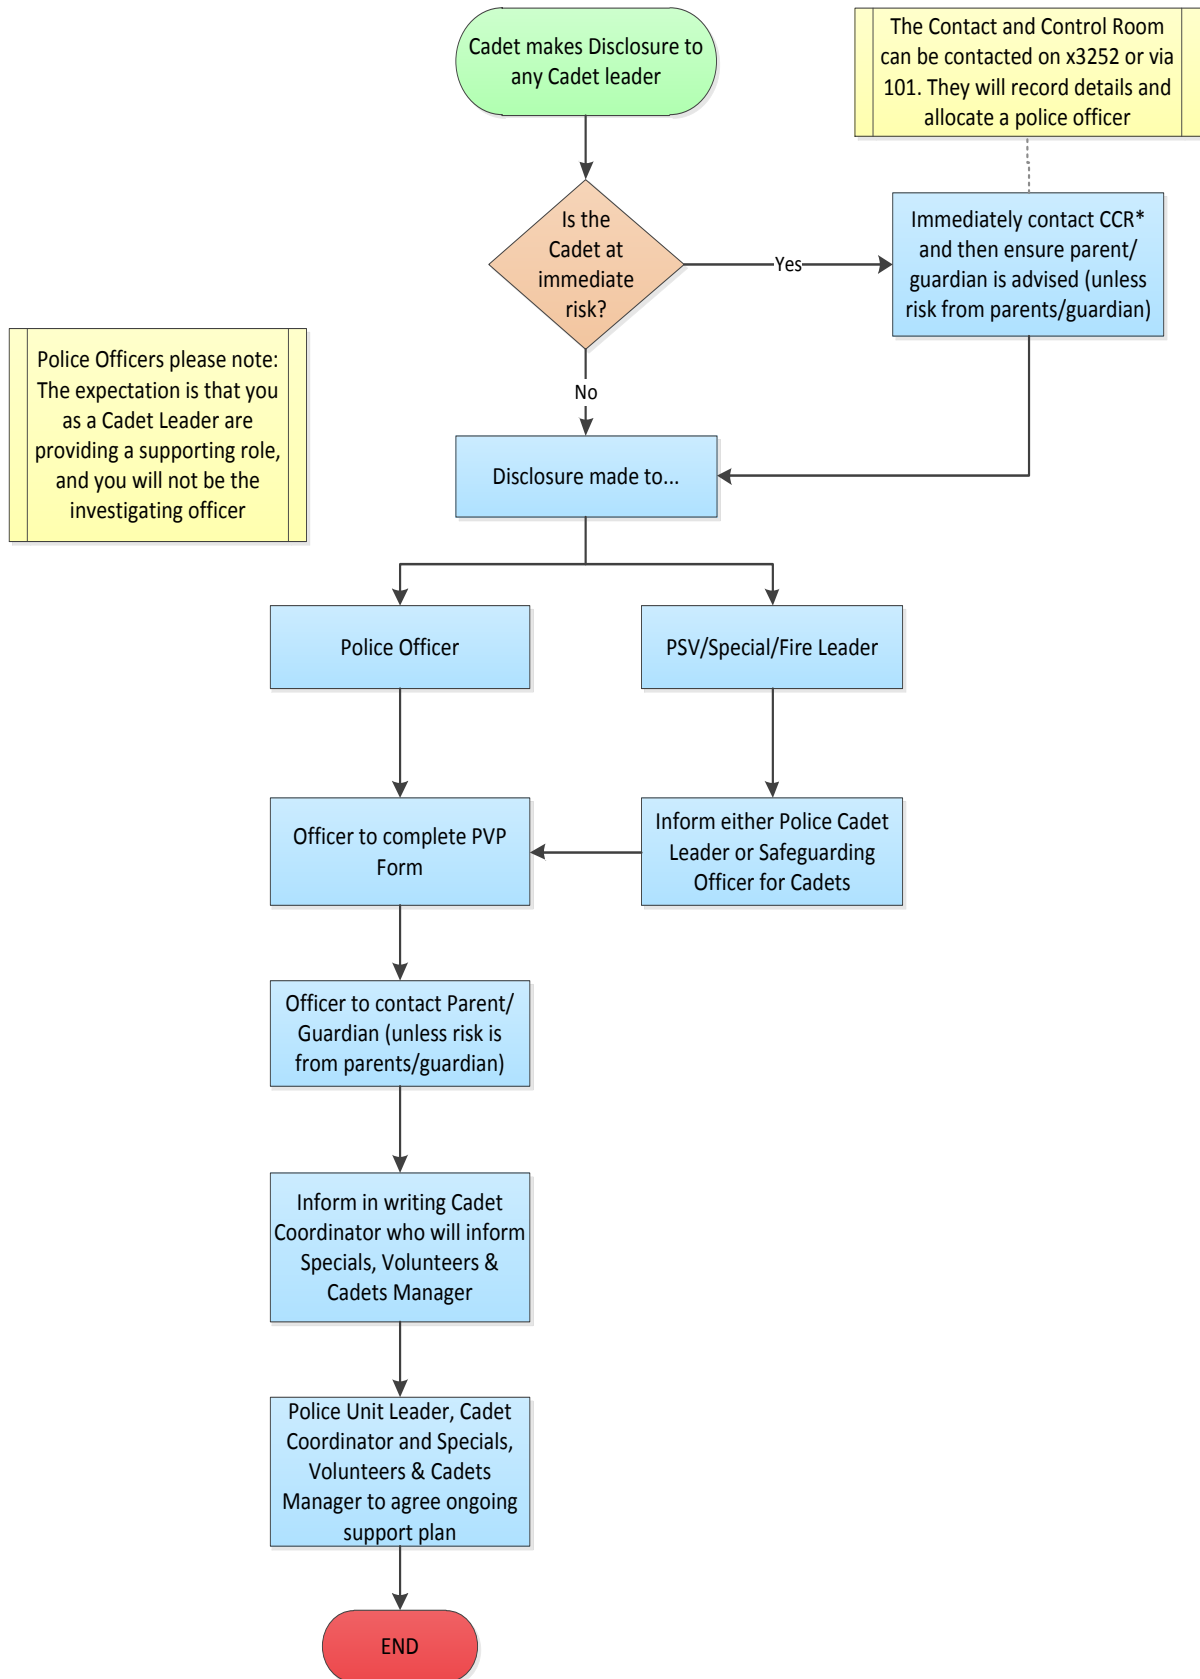 Cadet makes Disclosure to
any Cadet leader
The Contact and Control Room
can be contacted on x3252 or via
101. They will record details and
allocate a police officer
Is the
Cadet at
immediate
risk?
Yes
Immediately contact CCR*
and then ensure parent/
guardian is advised (unless
risk from parents/guardian)
No
Police Officers please note:
The expectation is that you
as a Cadet Leader are
providing a supporting role,
and you will not be the
investigating officer
Disclosure made to...
Police Officer
PSV/Special/Fire Leader
Officer to complete PVP
Form
Inform either Police Cadet
Leader or Safeguarding
Officer for Cadets
Officer to contact Parent/
Guardian (unless risk is
from parents/guardian)
Inform in writing Cadet
Coordinator who will inform
Specials, Volunteers &
Cadets Manager
Police Unit Leader, Cadet
Coordinator and Specials,
Volunteers & Cadets
Manager to agree ongoing
support plan
END